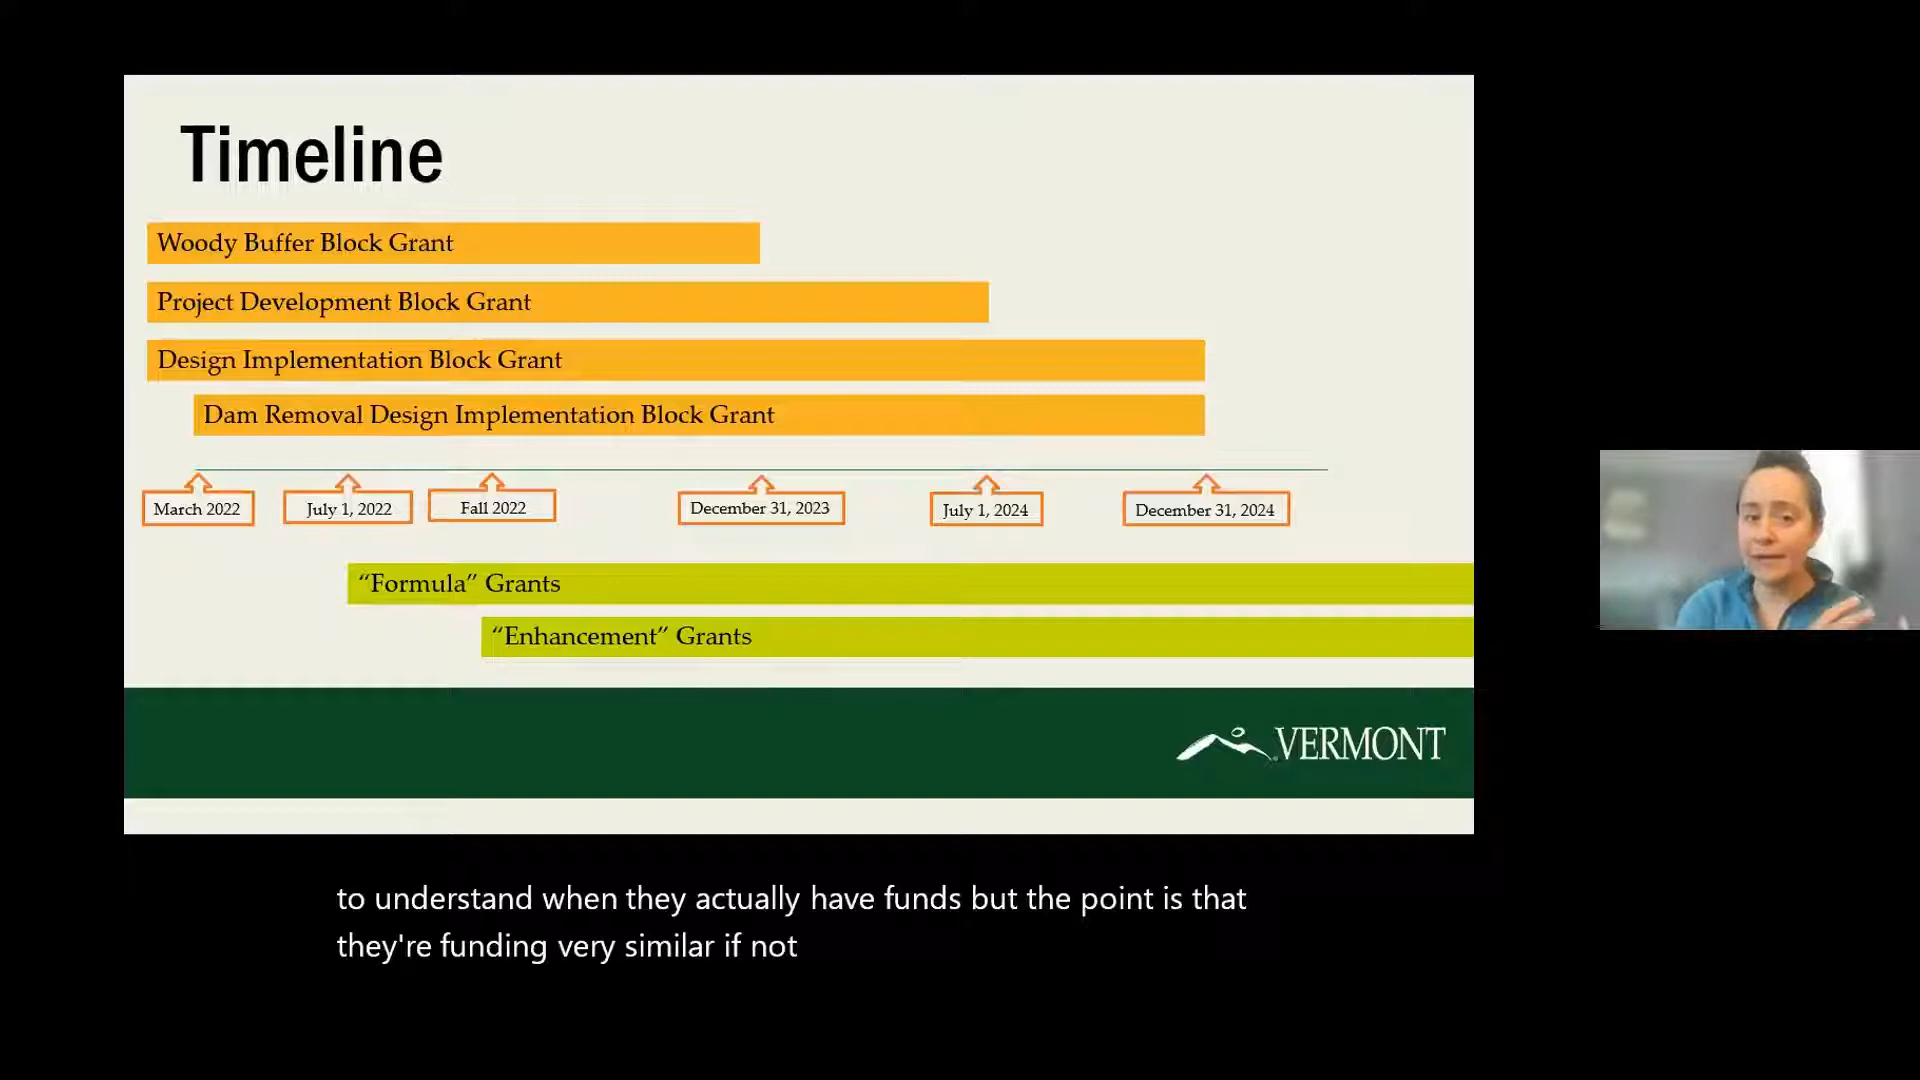 Timeline
Woody Buffer Block Grant
Project Development Block Grant
Design Implementation Block Grant
Dam Removal Design Implementation Block Grant
March 2022
July 1, 2022
Fall 2022
December 31, 2023
July 1, 2024
December 31, 2024
“Formula” Grants
“Enhancement” Grants
VERMONT
to understand when they actually have funds but the point is that
they're funding very similar if not